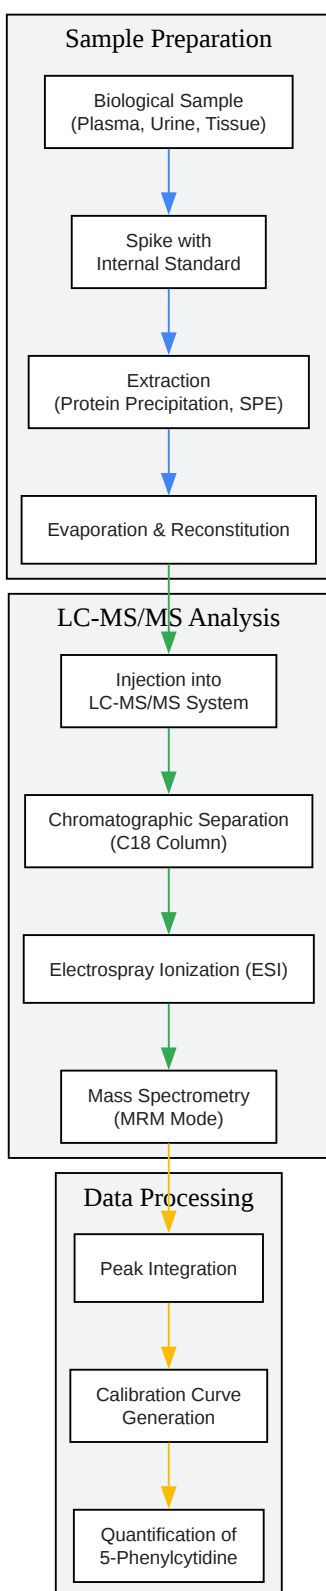 Sample Preparation
Biological Sample
(Plasma, Urine, Tissue)
Spike with
Internal Standard
Extraction
(Protein Precipitation, SPE)
Evaporation & Reconstitution
LC-MS/MS Analysis
Injection into
LC-MS/MS System
Chromatographic Separation
(C18 Column)
Electrospray Ionization (ESI)
Mass Spectrometry
(MRM Mode)
Data Processing
Peak Integration
Calibration Curve
Generation
Quantification of
5-Phenylcytidine